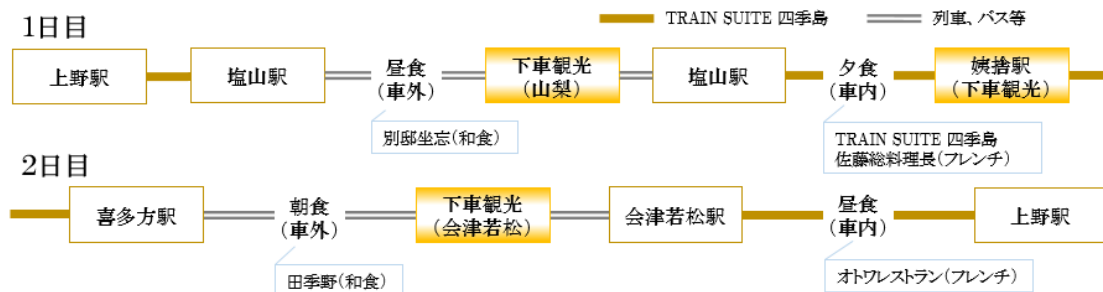 1日目
TRAIN SUITE 四季島
列車、バス等
上野駅
塩山駅
昼食
(車外)
下車観光
(山梨)
塩山駅
夕食
(車内)
姨捨駅
(下車観光)
別邸坐忘(和食)
TRAIN SUITE 四季島
佐藤総料理長(フレンチ)
2日目
喜多方駅
朝食
(車外)
下車観光
(会津若松)
会津若松駅
昼食
(車内)
上野駅
田季野(和食)
オトワレストラン(フレンチ)